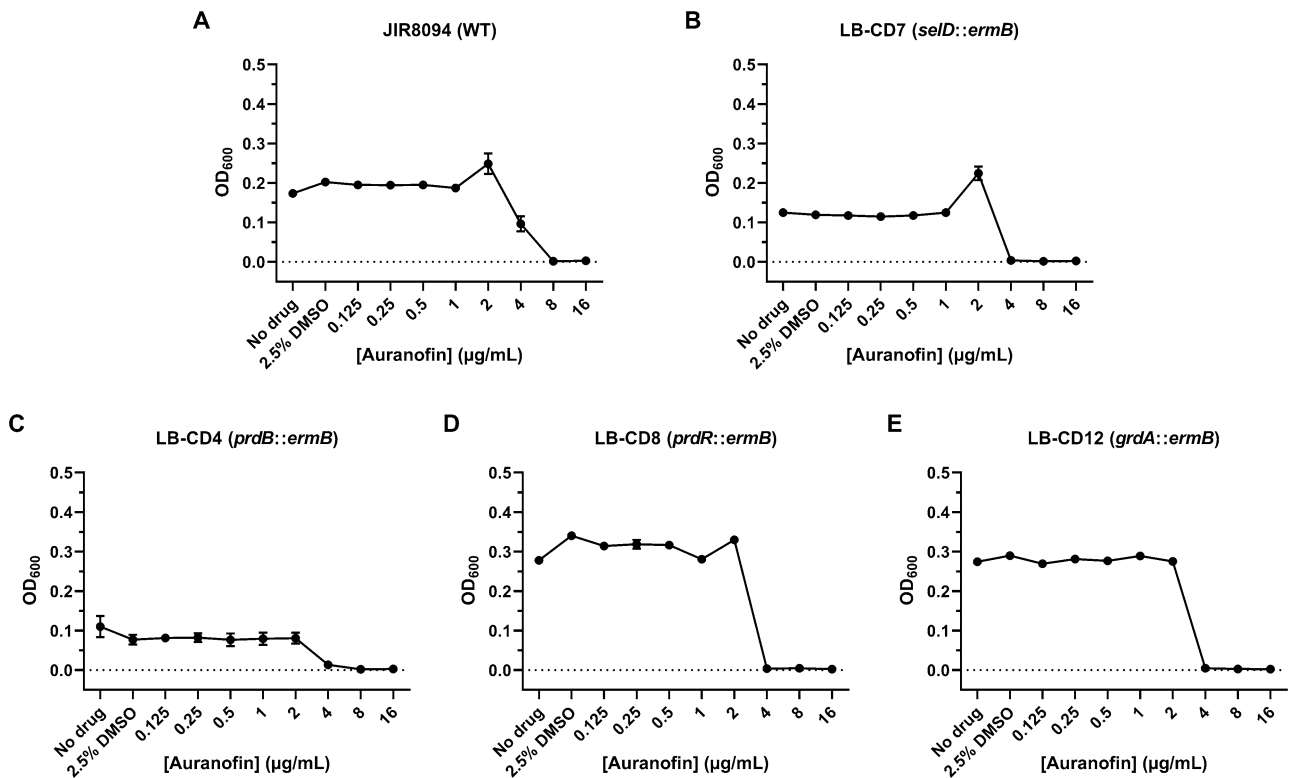 A
JIR8094 (WT)
OD600
0.5
0.4
0.3
0.2
0.1
0.0
No drug
2.5% DMSO
0.125
0.25
0.5
1
2
4
8
16
[Auranofin] (µg/mL)
B
LB-CD7 (selD::ermB)
OD600
0.5
0.4
0.3
0.2
0.1
0.0
No drug
2.5% DMSO
0.125
0.25
0.5
1
2
4
8
16
[Auranofin] (µg/mL)
C
LB-CD4 (prdB::ermB)
OD600
0.5
0.4
0.3
0.2
0.1
0.0
No drug
2.5% DMSO
0.125
0.25
0.5
1
2
4
8
16
[Auranofin] (µg/mL)
D
LB-CD8 (prdR::ermB)
OD600
0.5
0.4
0.3
0.2
0.1
0.0
No drug
2.5% DMSO
0.125
0.25
0.5
1
2
4
8
16
[Auranofin] (µg/mL)
E
LB-CD12 (grdA::ermB)
OD600
0.5
0.4
0.3
0.2
0.1
0.0
No drug
2.5% DMSO
0.125
0.25
0.5
1
2
4
8
16
[Auranofin] (µg/mL)